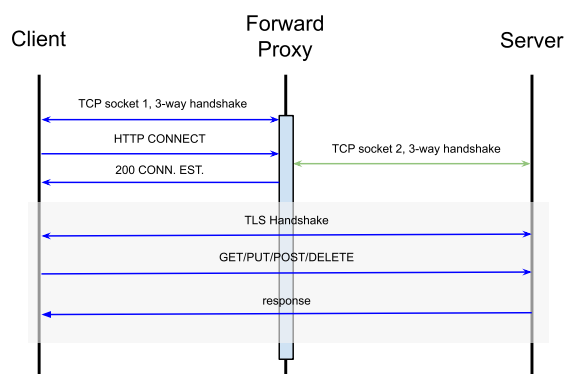 Client
Forward
Proxy
Server
TCP socket 1, 3-way handshake
HTTP CONNECT
TCP socket 2, 3-way handshake
200 CONN. EST.
TLS Handshake
GET/PUT/POST/DELETE
response